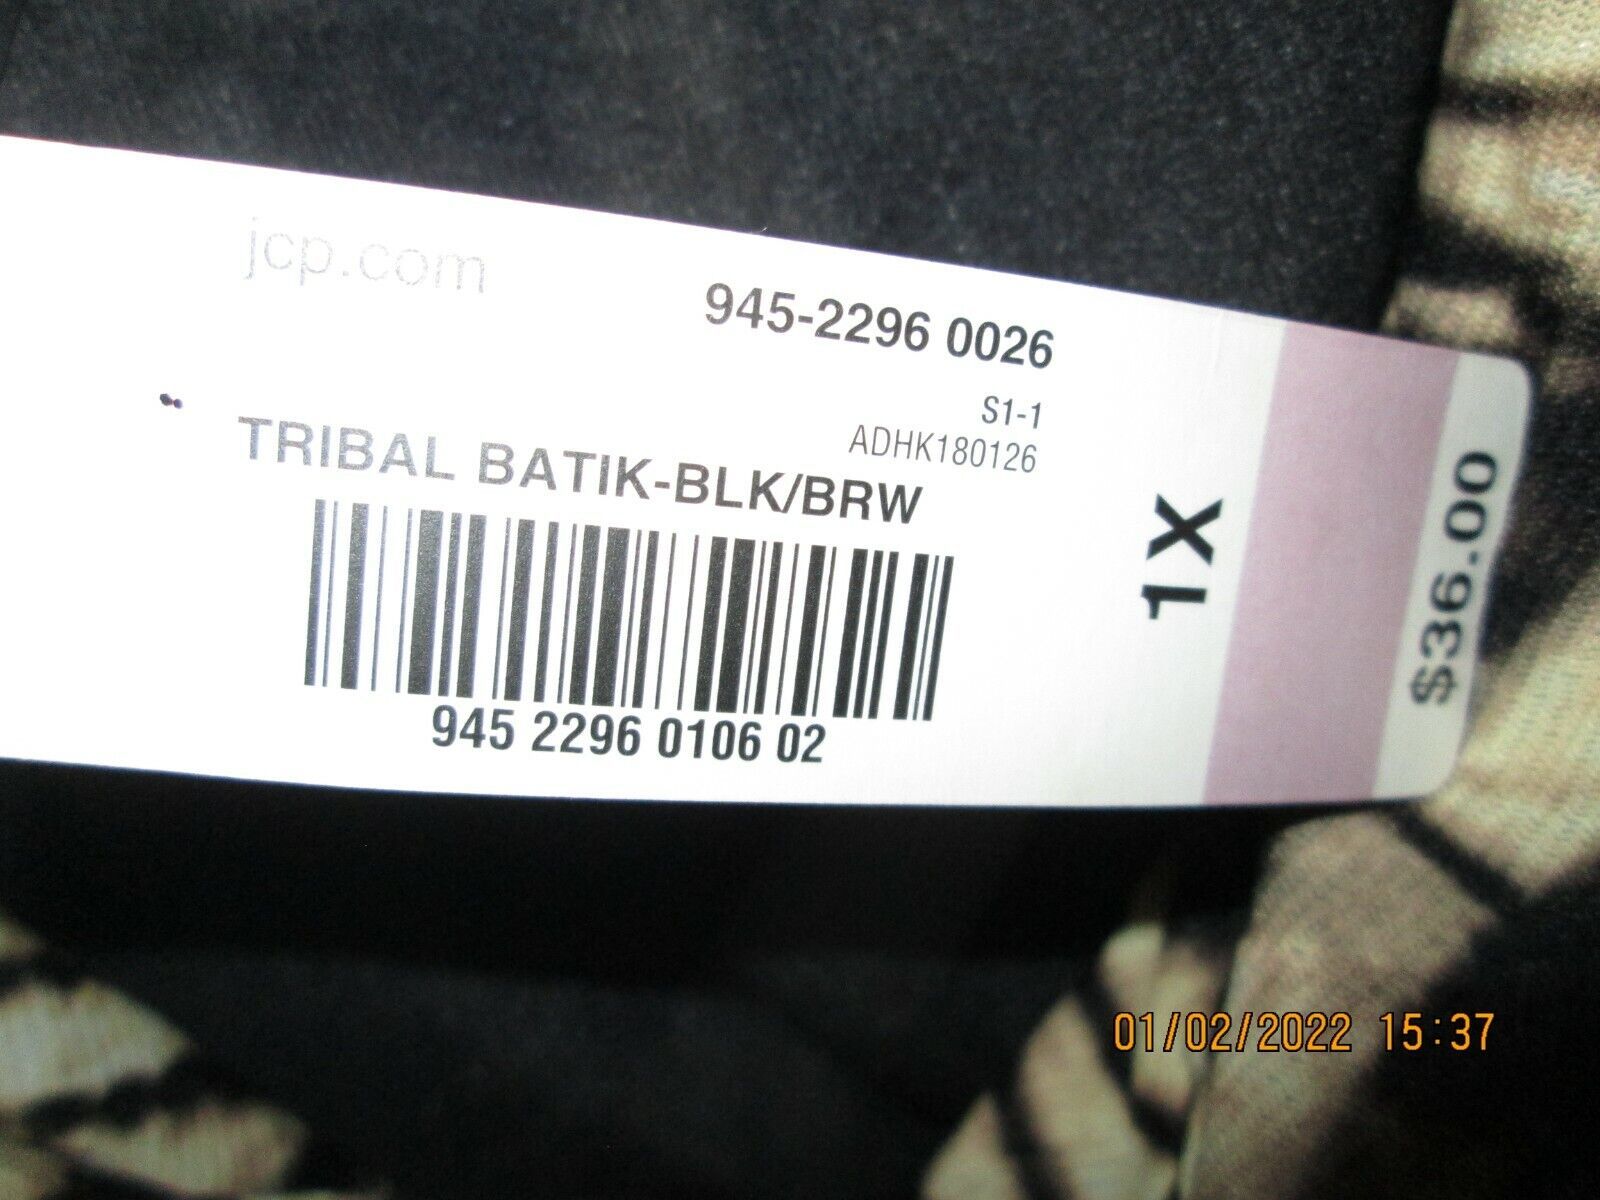 jcp.com
945-2296 0026
S1-1
ADHK180126
TRIBAL BATIK-BLK/BRW
945 2296 0106 02
1X
$36.00
01/02/2022 15:37